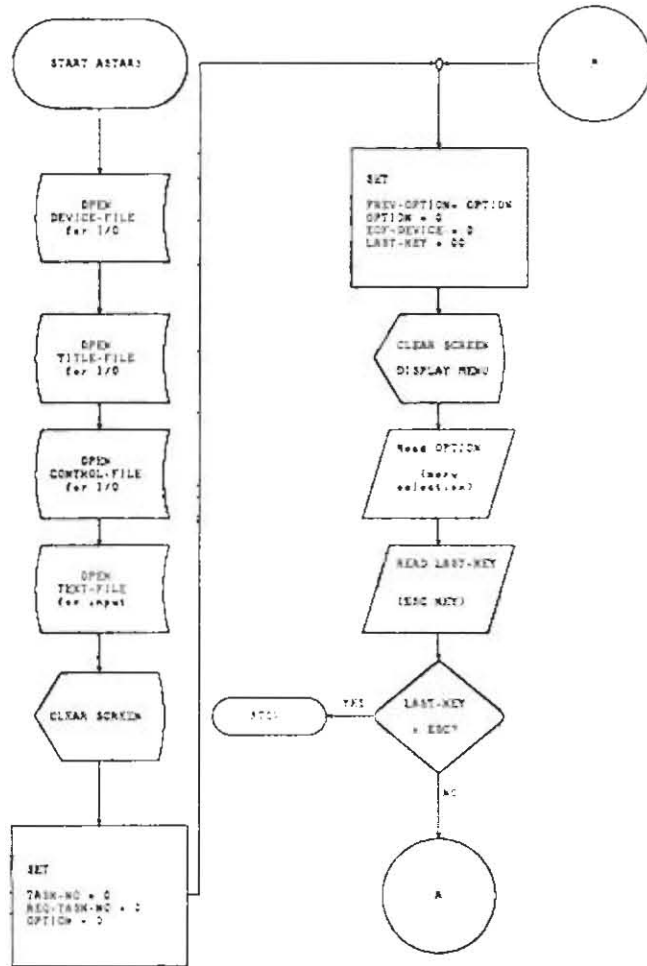 START ASTARS
OPEN
DEVICE-FILE
for I/O
OPEN
TITLE-FILE
for I/O
OPEN
CONTROL-FILE
for I/O
OPEN
TEXT-FILE
for input
CLEAR SCREEN
SET
TASK-NO = 0
REQ-TASK-NO = 0
OPTION = 0
SET
PREV-OPTION= OPTION
OPTION = 0
EOF-DEVICE = 0
LAST-KEY = 00
CLEAR SCREEN
DISPLAY MENU
Read OPTION
(menu
selection)
READ LAST-KEY
(ESC KEY)
LAST-KEY
= ESC?
YES
STOP
NO
A